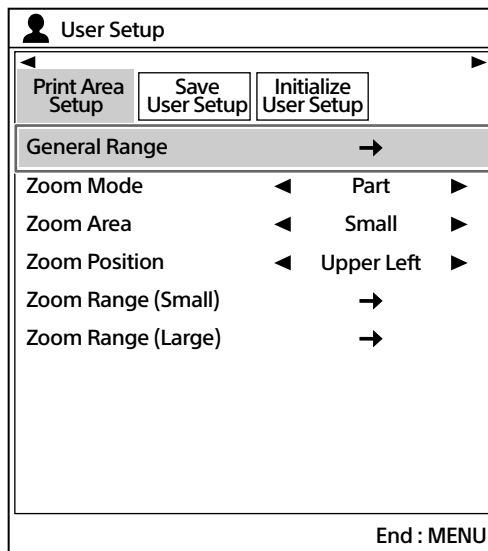 User Setup
Print Area
Setup
Save
User Setup
Initialize
User Setup
General Range
Zoom Mode Part
Zoom Area Small
Zoom Position Upper Left
Zoom Range (Small)
Zoom Range (Large)
End : MENU